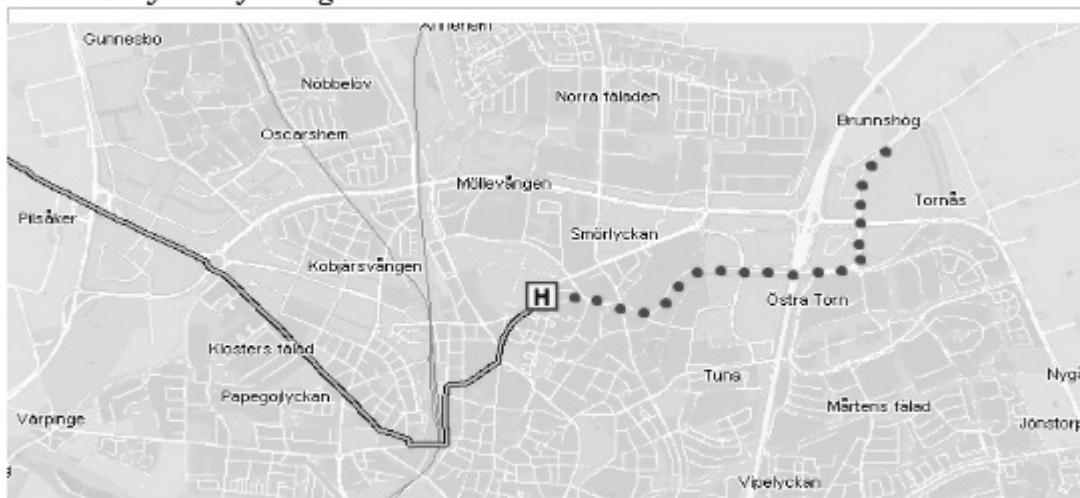 Gunnesbo
Nöbbelöv
Norra fäladen
Oscarshem
Brunnshög
Möllevången
Pilsåker
Tornås
Smörlyckan
Kobjärsvången
H
Östra Torn
Klosters fälad
Tuna
Papegojlyckan
Mårtens fälad
Värpinge
Vipelyckan